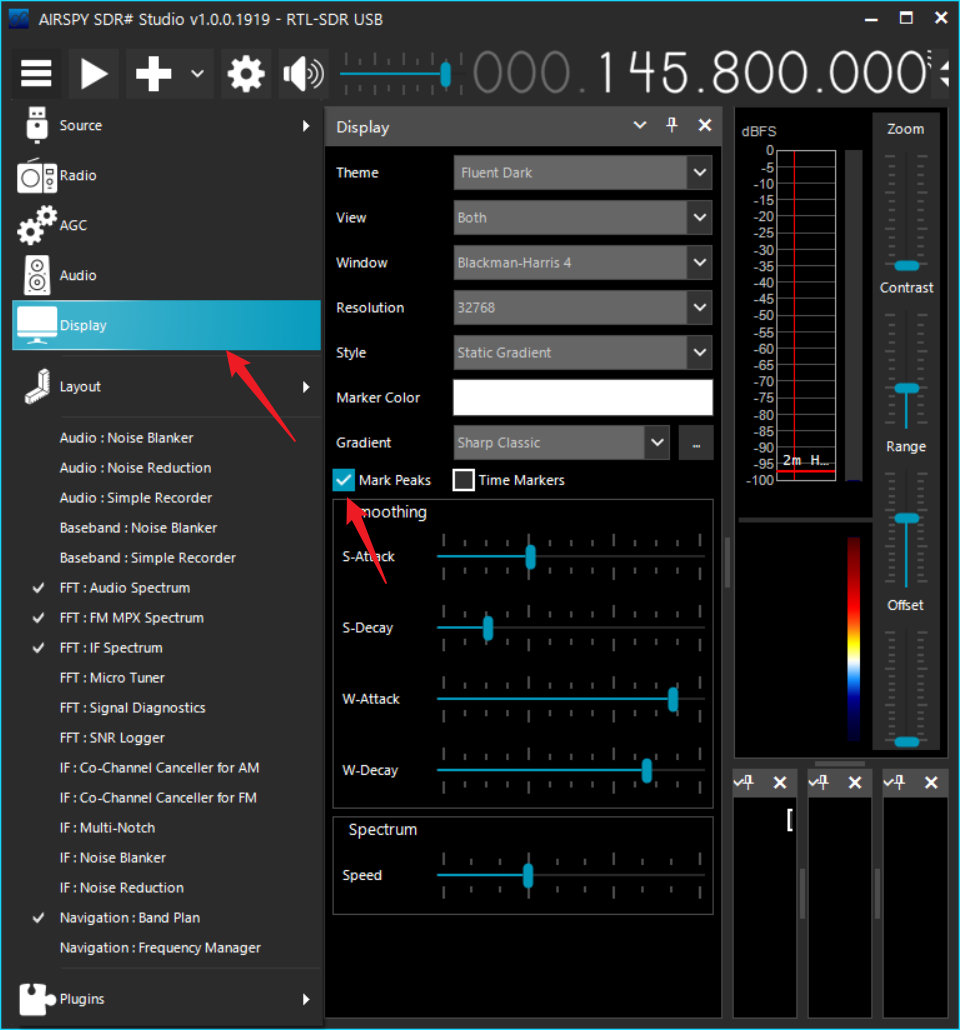 AIRSPY SDR# Studio v1.0.0.1919 - RTL-SDR USB
000.145.800.000
Source
Radio
AGC
Audio
Display
Layout
Audio : Noise Blanker
Audio : Noise Reduction
Audio : Simple Recorder
Baseband : Noise Blanker
Baseband : Simple Recorder
FFT : Audio Spectrum
FFT : FM MPX Spectrum
FFT : IF Spectrum
FFT : Micro Tuner
FFT : Signal Diagnostics
FFT : SNR Logger
IF : Co-Channel Canceller for AM
IF : Co-Channel Canceller for FM
IF : Multi-Notch
IF : Noise Blanker
IF : Noise Reduction
Navigation : Band Plan
Navigation : Frequency Manager
Plugins
Display
Theme Fluent Dark
View Both
Window Blackman-Harris 4
Resolution 32768
Style Static Gradient
Marker Color
Gradient Sharp Classic ...
Mark Peaks Time Markers
Smoothing
S-Attack
S-Decay
W-Attack
W-Decay
Spectrum
Speed
dBFS
0
-5
-10
-15
-20
-25
-30
-35
-40
-45
-50
-55
-60
-65
-70
-75
-80
-85
-90
-95
-100
2m H...
Zoom
Contrast
Range
Offset
[